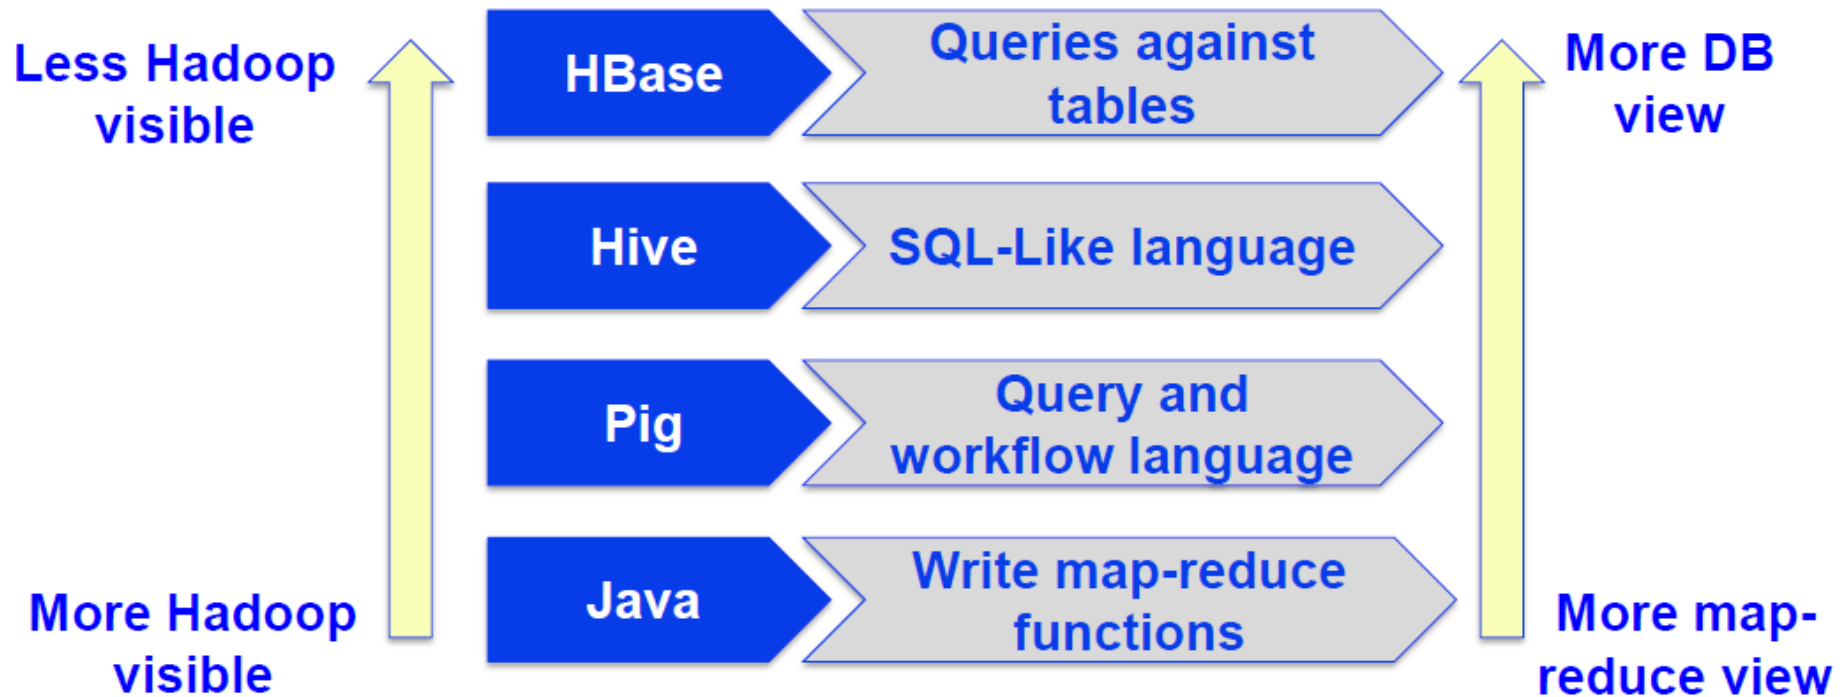 Less Hadoop
visible
HBase
Queries against
tables
More DB
view
Hive
SQL-Like language
Pig
Query and
workflow language
More Hadoop
visible
Java
Write map-reduce
functions
More map-
reduce view